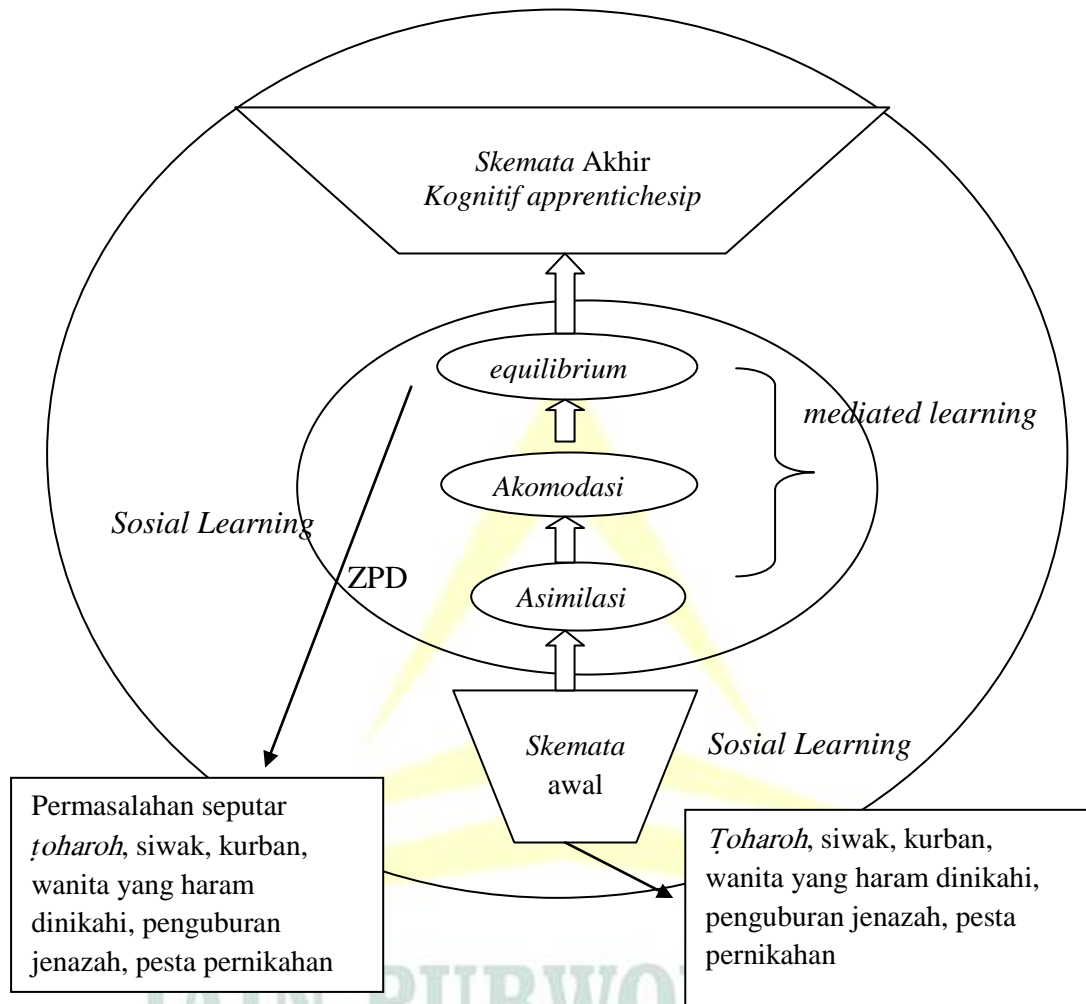 Skemata Akhir
Kognitif apprentichesip
equilibrium
mediated learning
Akomodasi
Sosial Learning
ZPD
Asimilasi
Skemata
awal
Sosial Learning
Permasalahan seputar
ṭoharoh, siwak, kurban,
wanita yang haram
dinikahi, penguburan
jenazah, pesta pernikahan
Ṭoharoh, siwak, kurban,
wanita yang haram dinikahi,
penguburan jenazah, pesta
pernikahan
IAIN